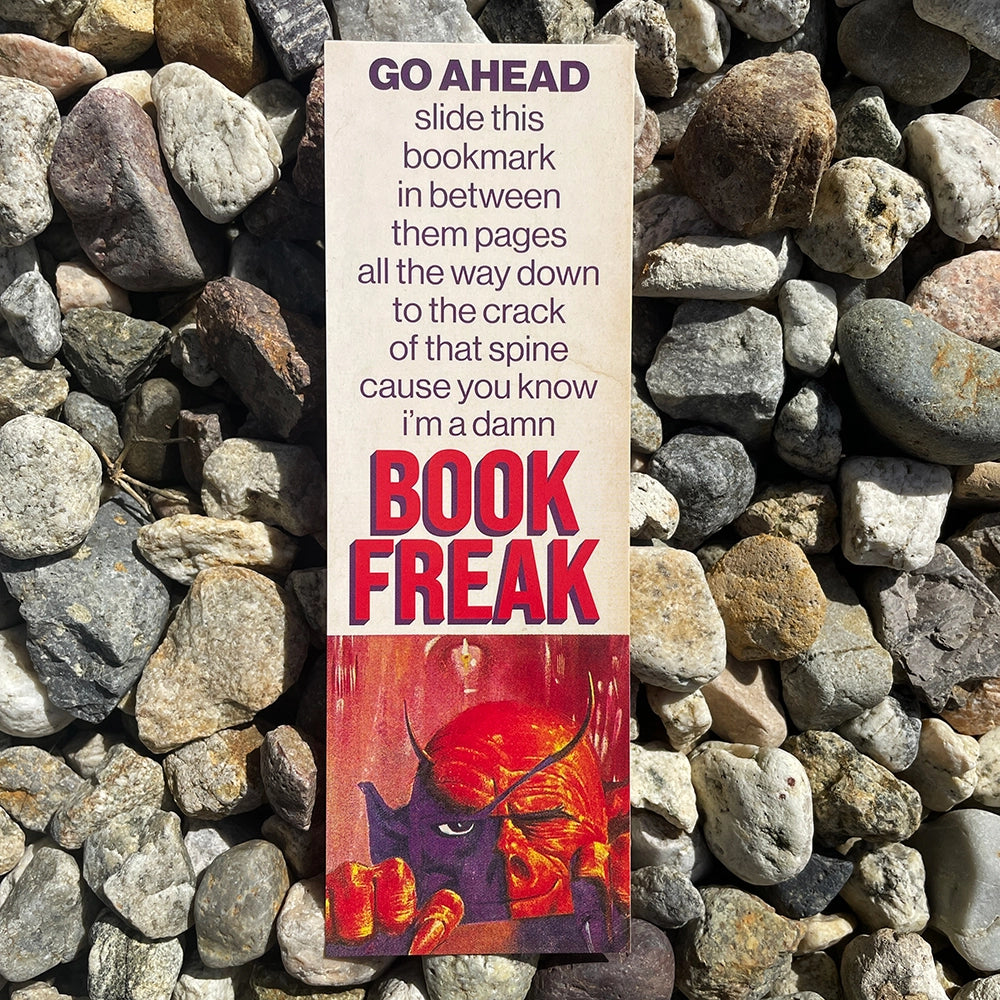 GO AHEAD
slide this
bookmark
in between
them pages
all the way down
to the crack
of that spine
cause you know
i'm a damn
BOOK
FREAK